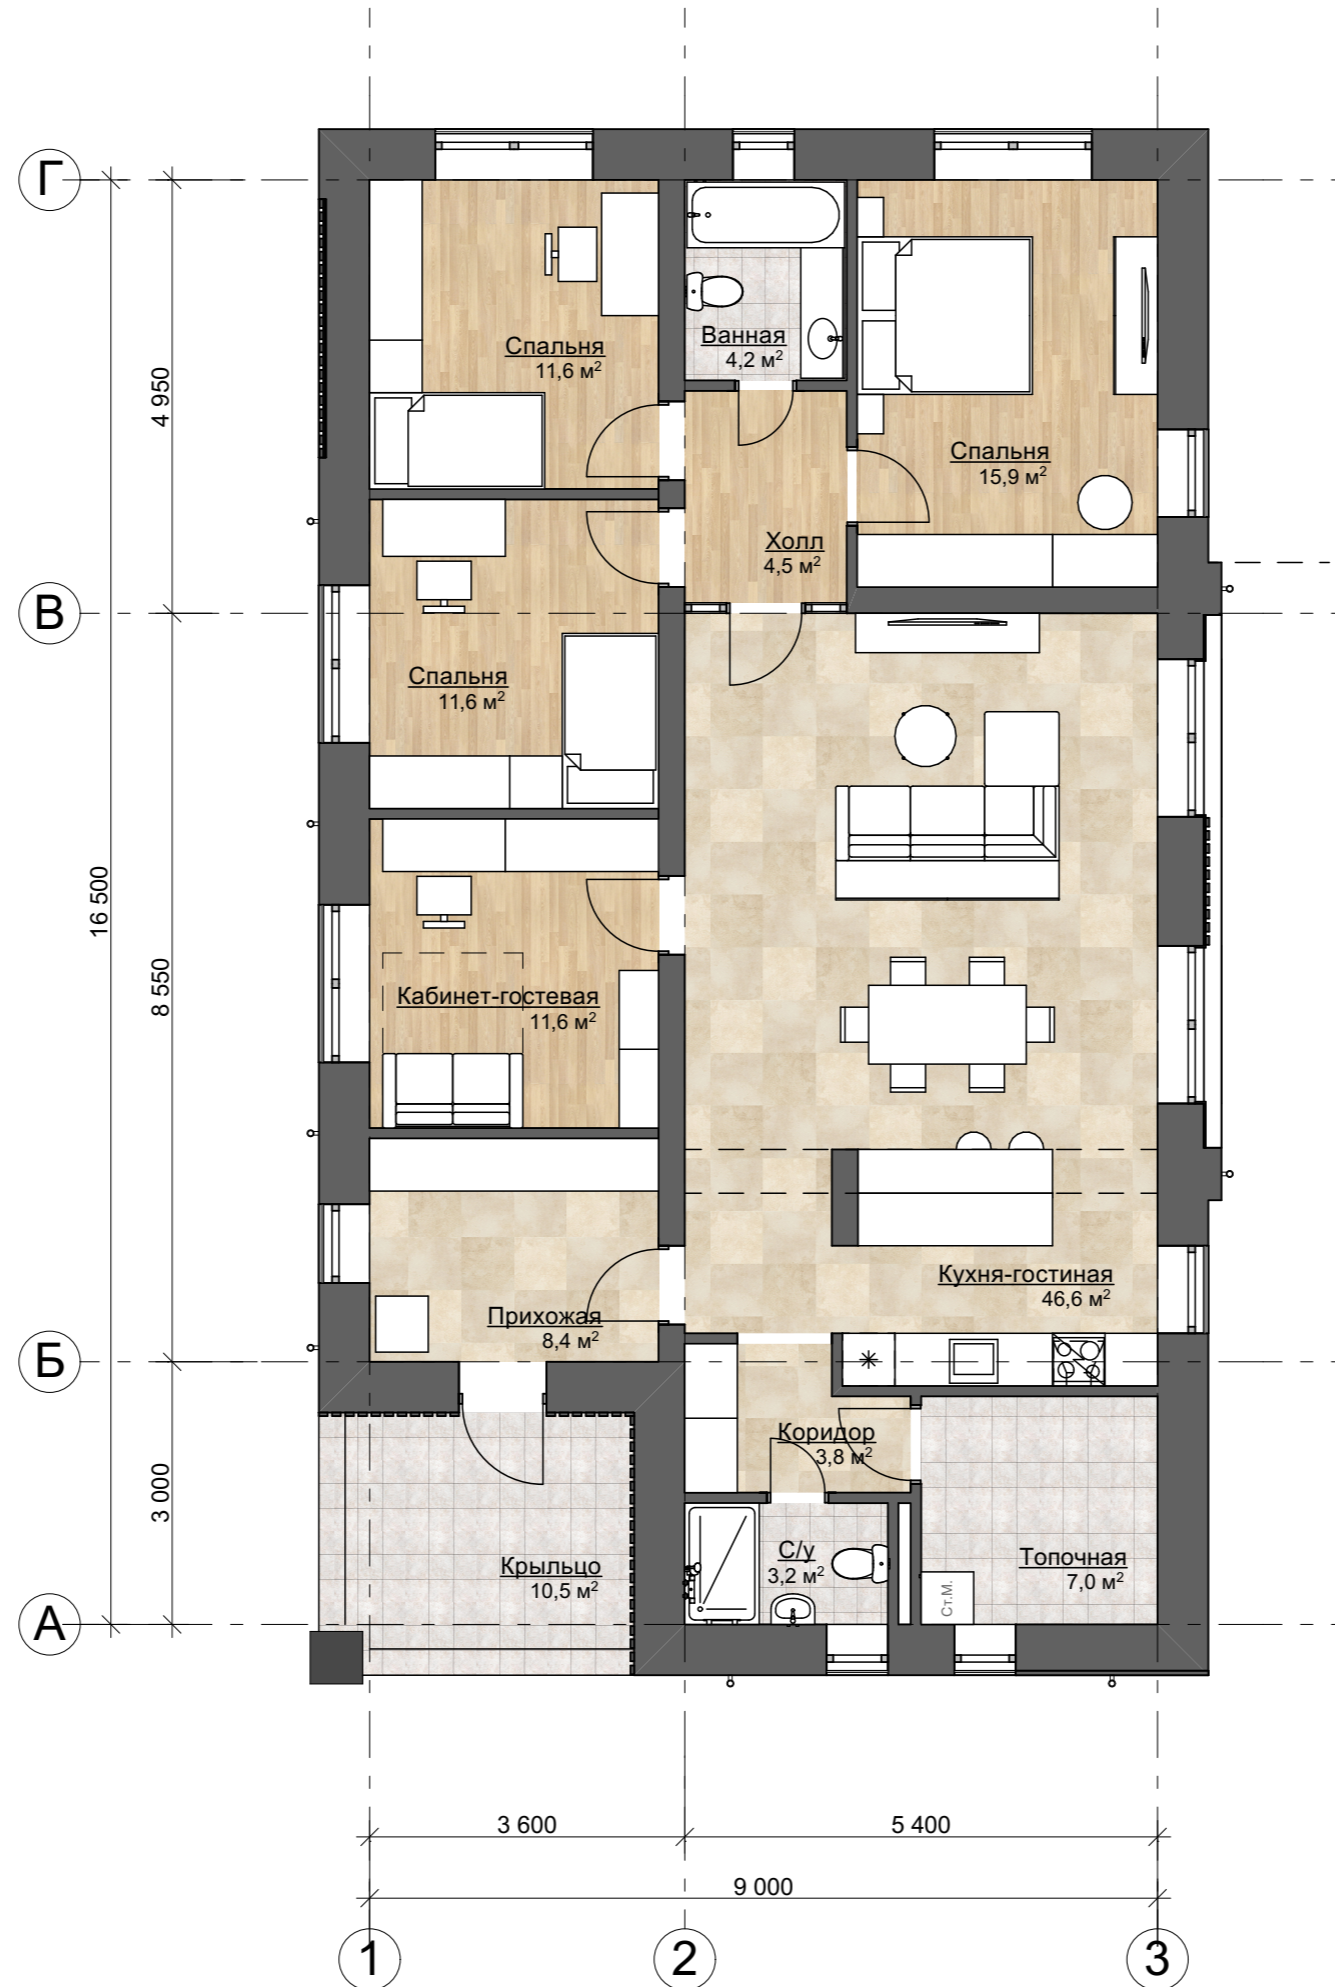 Г
Спальня
11,6 м²
Ванная
4,2 м²
Спальня
15,9 м²
4 950
Холл
4,5 м²
В
Спальня
11,6 м²
16 500
8 550
Кабинет-гостевая
11,6 м²
Кухня-гостиная
46,6 м²
Прихожая
8,4 м²
Б
Коридор
3,8 м²
3 000
Крыльцо
10,5 м²
С/у
3,2 м²
Топочная
7,0 м²
Ст.М.
А
3 600
5 400
9 000
1
2
3